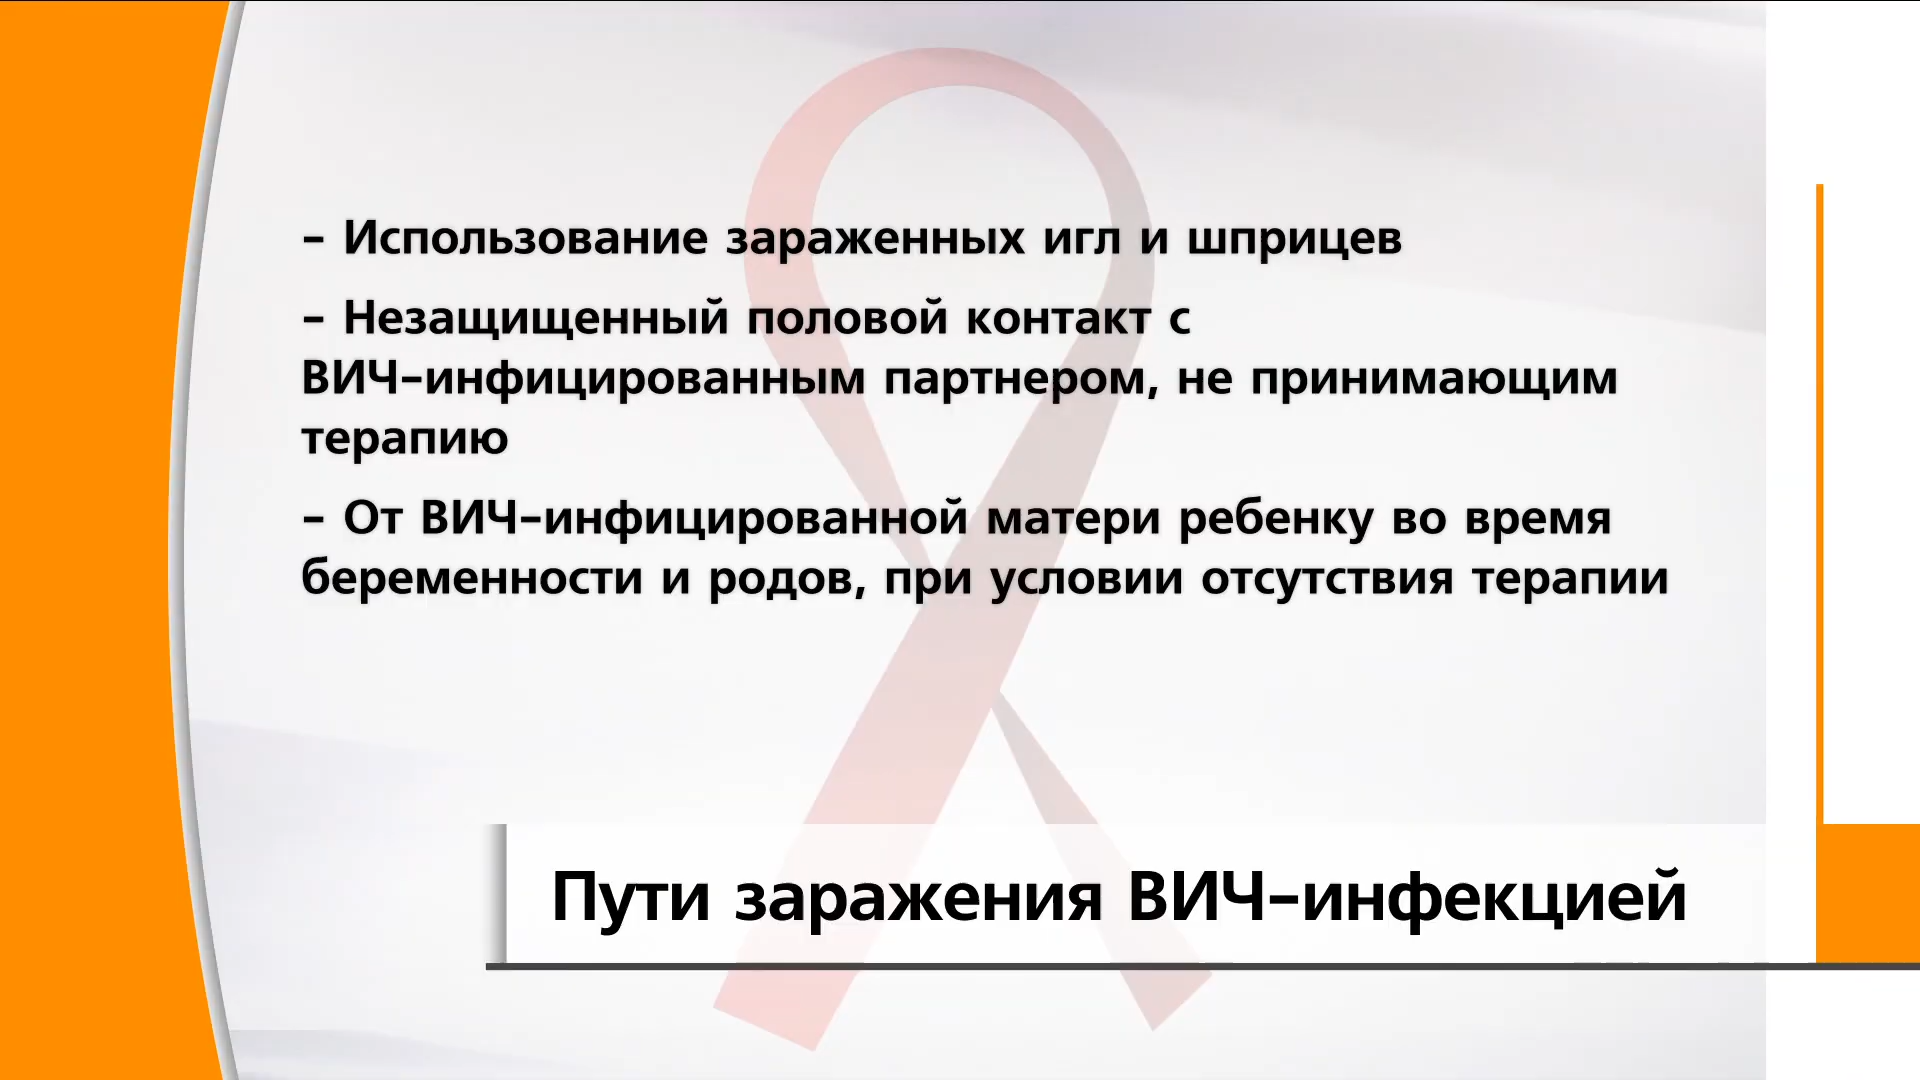 - Использование зараженных игл и шприцев
- Незащищенный половой контакт с
ВИЧ-инфицированным партнером, не принимающим
терапию
- От ВИЧ-инфицированной матери ребенку во время
беременности и родов, при условии отсутствия терапии
Пути заражения ВИЧ-инфекцией